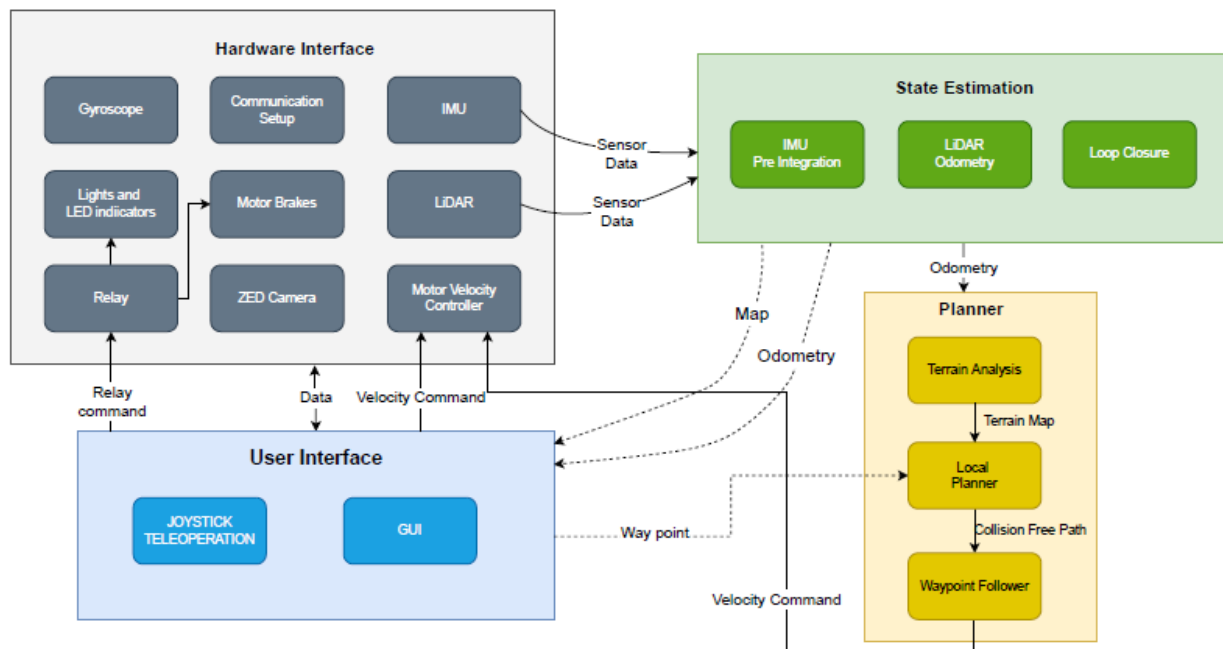 Hardware Interface
Gyroscope
Communication
Setup
IMU
Lights and
LED indiicators
Motor Brakes
LiDAR
Relay
ZED Camera
Motor Velocity
Controller
Sensor
Data
Sensor
Data
State Estimation
IMU
Pre Integration
LiDAR
Odometry
Loop Closure
Map
Odometry
Odometry
Relay
command
Data
Velocity Command
User Interface
JOYSTICK
TELEOPERATION
GUI
Way point
Planner
Terrain Analysis
Terrain Map
Local
Planner
Collision Free Path
Waypoint Follower
Velocity Command